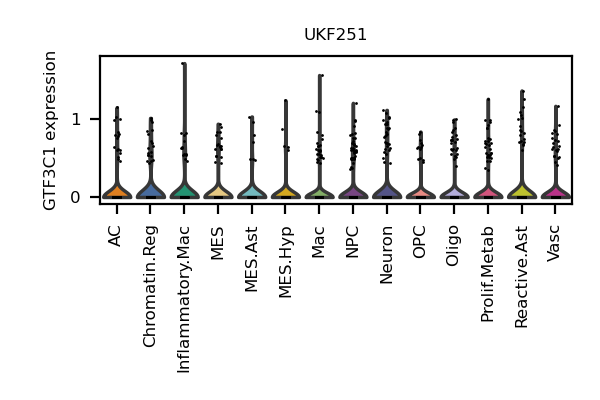 UKF251
GTF3C1 expression
1
0
AC
Chromatin.Reg
Inflammatory.Mac
MES
MES.Ast
MES.Hyp
Mac
NPC
Neuron
OPC
Oligo
Prolif.Metab
Reactive.Ast
Vasc